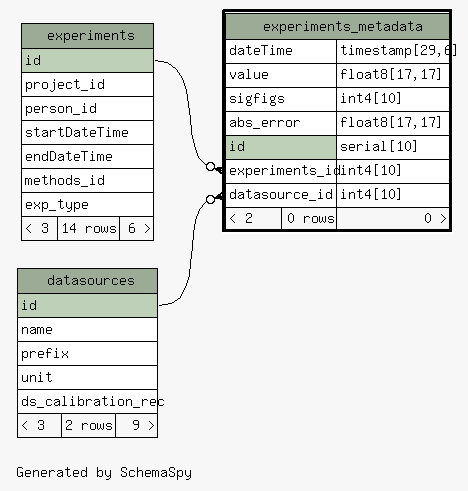 experiments
id
project_id
person_id
startDateTime
endDateTime
methods_id
exp_type
< 3 14 rows 6 >
experiments_metadata
dateTime timestamp[29,6]
value float8[17,17]
sigfigs int4[10]
abs_error float8[17,17]
id serial[10]
experiments_id int4[10]
datasource_id int4[10]
< 2 0 rows 0 >
datasources
id
name
prefix
unit
ds_calibration_rec
< 3 2 rows 9 >
Generated by SchemaSpy